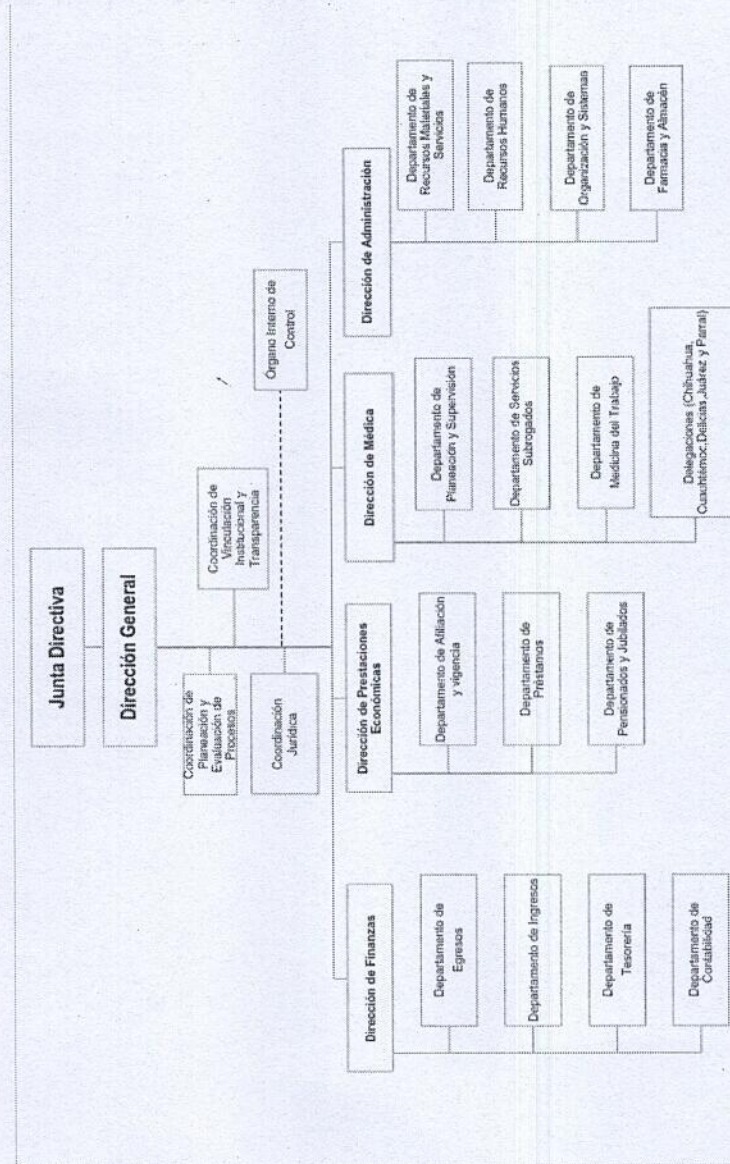 Junta Directiva
Dirección General
Coordinación de
Planeación y
Evaluación de
Procesos
Coordinación de
Vinculación
Institucional y
Transparencia
Coordinación
Jurídica
Órgano Interno de
Control
Dirección de Finanzas
Departamento de
Egresos
Departamento de Ingresos
Departamento de
Tesorería
Departamento de
Contabilidad
Dirección de Prestaciones
Económicas
Departamento de Afiliación
y vigencia
Departamento de
Préstamos
Departamento de
Pensionados y Jubilados
Dirección de Médica
Departamento de
Planeación y Supervisión
Departamento de Servicios
Subrogados
Departamento de
Medicina del Trabajo
Delegaciones (Chihuahua,
Cuauhtémoc,Delicias,Juárez y Parral)
Dirección de Administración
Departamento de
Recursos Materiales y
Servicios
Departamento de
Recursos Humanos
Departamento de
Organización y Sistemas
Departamento de
Farmacia y Almacén